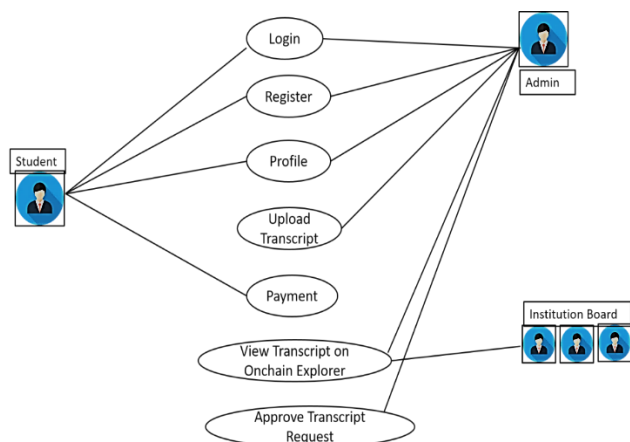 Login
Admin
Register
Student
Profile
Upload
Transcript
Payment
Institution Board
View Transcript on
Onchain Explorer
Approve Transcript
Request